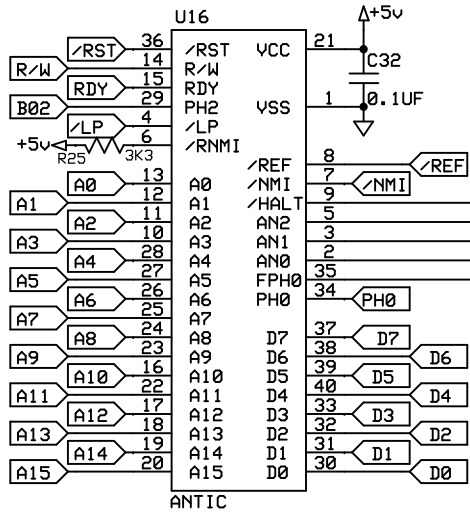 U16
+5v
/RST 36 /RST VCC 21
R/W 14 R/W C32
RDY 15 RDY
B02 29 PH2 VSS 1 0.1UF
/LP 4 /LP
+5v R25 3K3 6 /RNMI
/REF 8 /REF
A0 13 A0 /NMI 7 /NMI
A1 12 A1 /HALT 9
A2 11 A2 AN2 5
A3 10 A3 AN1 3
A4 28 A4 AN0 2
A5 27 A5 FPH0 35
A6 26 A6 PH0 34 PH0
A7 25 A7
A8 24 A8 D7 37 D7
A9 23 A9 D6 38 D6
A10 16 A10 D5 39 D5
A11 22 A11 D4 40 D4
A12 17 A12 D3 33 D3
A13 18 A13 D2 32 D2
A14 19 A14 D1 31 D1
A15 20 A15 D0 30 D0
ANTIC